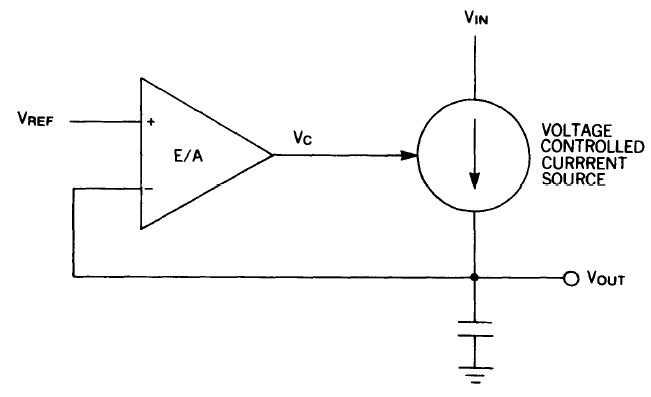 VIN
VREF
+
E/A
−
VC
VOLTAGE
CONTROLLED
CURRRENT
SOURCE
VOUT